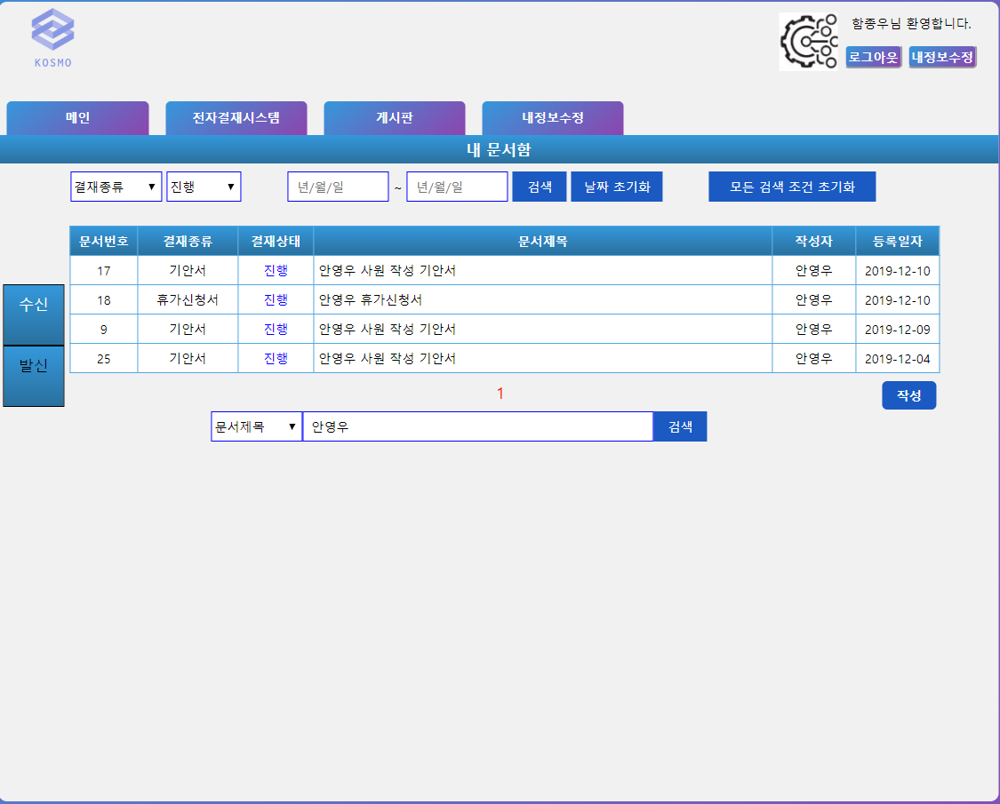 KOSMO
함종우님 환영합니다.
로그아웃 내정보수정
메인 전자결재시스템 게시판 내정보수정
내 문서함
결재종류 ▼ 진행 ▼ 년/월/일 ~ 년/월/일 검색 날짜 초기화 모든 검색 조건 초기화
문서번호 결재종류 결재상태 문서제목 작성자 등록일자
17 기안서 진행 안영우 사원 작성 기안서 안영우 2019-12-10
18 휴가신청서 진행 안영우 휴가신청서 안영우 2019-12-10
9 기안서 진행 안영우 사원 작성 기안서 안영우 2019-12-09
25 기안서 진행 안영우 사원 작성 기안서 안영우 2019-12-04
수신
발신
1
작성
문서제목 ▼ 안영우 검색